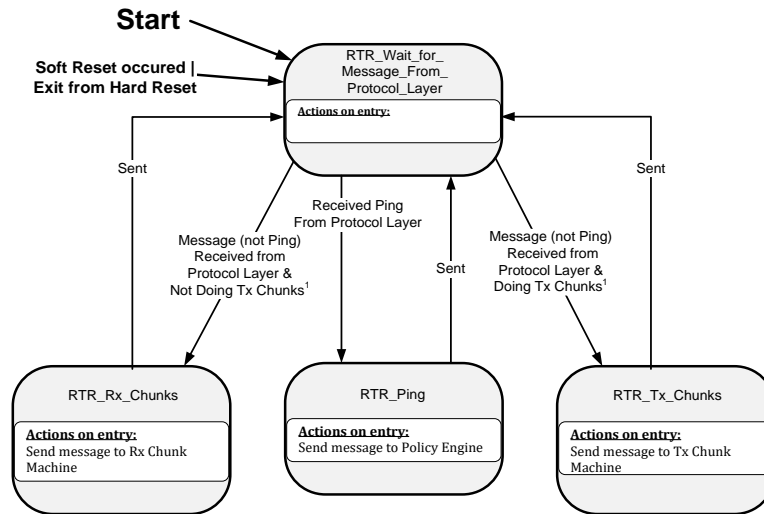 Start
Soft Reset occured |
Exit from Hard Reset
RTR_Wait_for_
Message_From_
Protocol_Layer
Actions on entry:
Sent
Received Ping
From Protocol Layer
Message (not Ping)
Received from
Protocol Layer &
Not Doing Tx Chunks¹
Sent
Message (not Ping)
Received from
Protocol Layer &
Doing Tx Chunks¹
Sent
RTR_Rx_Chunks
Actions on entry:
Send message to Rx Chunk
Machine
RTR_Ping
Actions on entry:
Send message to Policy Engine
RTR_Tx_Chunks
Actions on entry:
Send message to Tx Chunk
Machine